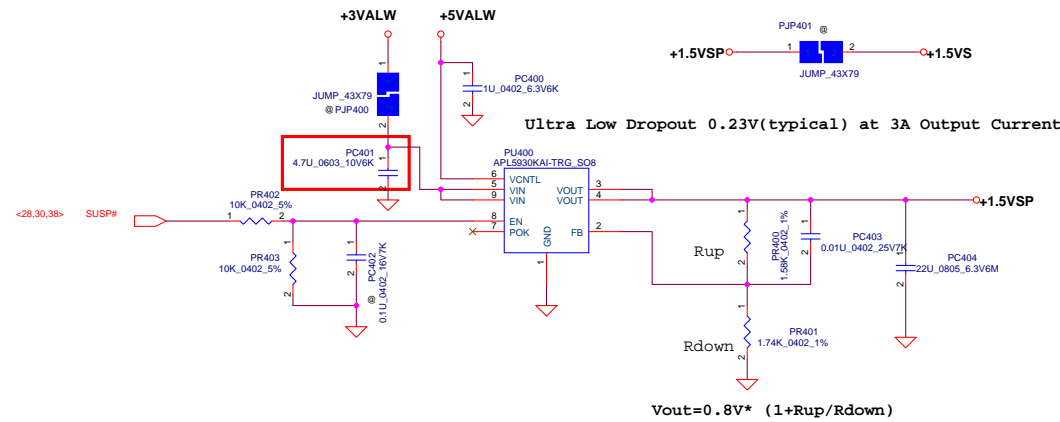 +3VALW
+5VALW
PJP401
@
+1.5VSP
1
2
+1.5VS
JUMP_43X79
1
JUMP_43X79
@ PJP400
2
1
PC400
1U_0402_6.3V6K
2
Ultra Low Dropout 0.23V(typical) at 3A Output Current
PC401
4.7U_0603_10V6K
1
2
PU400
APL5930KAI-TRG_SO8
6 VCNTL
5 VIN
9 VIN
VOUT 3
VOUT 4
8 EN
7 POK
GND
1
FB 2
+1.5VSP
<28,30,38> SUSP#
PR402
10K_0402_5%
1
2
PR403
10K_0402_5%
1
2
1
2
@ PC402
0.1U_0402_16V7K
Rup
1
2
PR400
1.58K_0402_1%
1
2
PC403
0.01U_0402_25V7K
1
2
PC404
22U_0805_6.3V6M
Rdown
1
2
PR401
1.74K_0402_1%
Vout=0.8V* (1+Rup/Rdown)